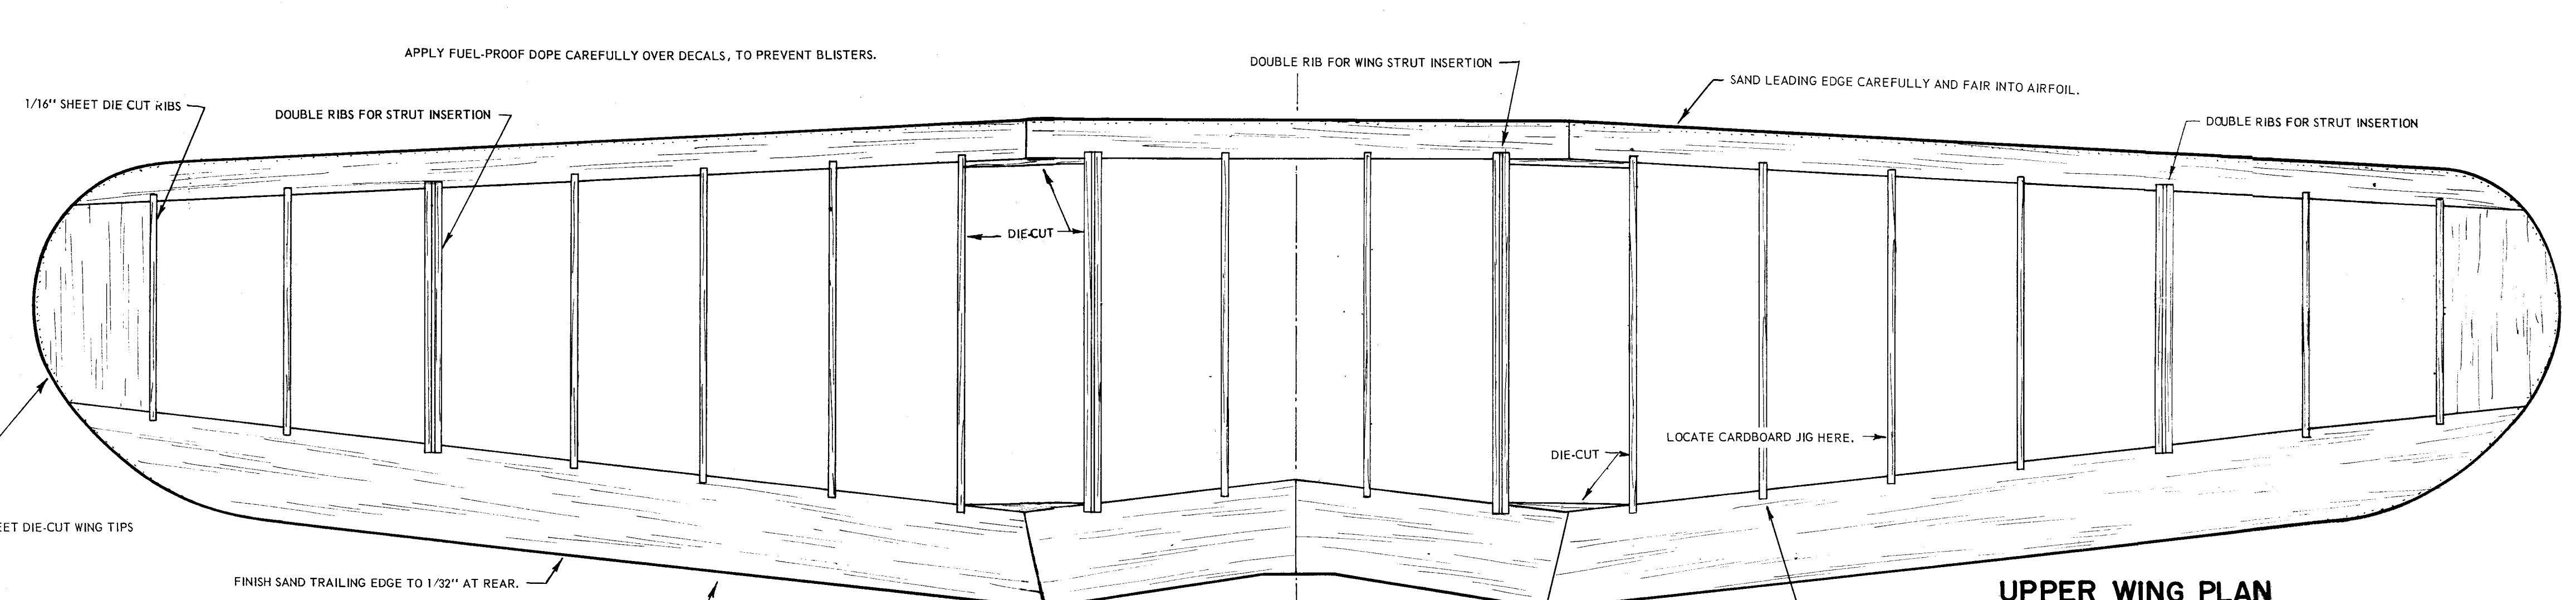 APPLY FUEL-PROOF DOPE CAREFULLY OVER DECALS, TO PREVENT BLISTERS.
DOUBLE RIB FOR WING STRUT INSERTION
SAND LEADING EDGE CAREFULLY AND FAIR INTO AIRFOIL.
1/16" SHEET DIE CUT RIBS
DOUBLE RIBS FOR STRUT INSERTION
DOUBLE RIBS FOR STRUT INSERTION
DIE-CUT
LOCATE CARDBOARD JIG HERE.
DIE-CUT
EET DIE-CUT WING TIPS
FINISH SAND TRAILING EDGE TO 1/32" AT REAR.
UPPER WING PLAN